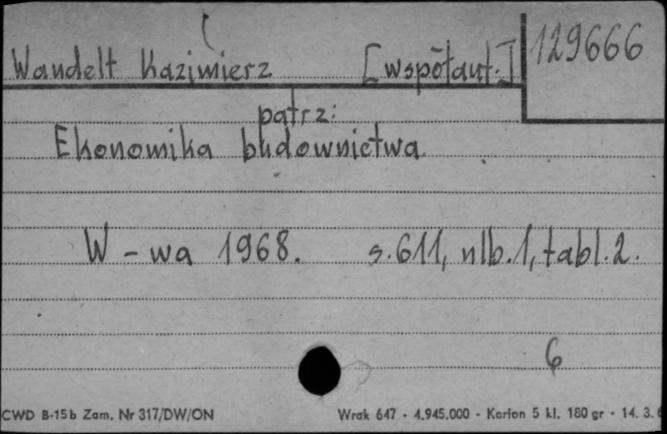 129666
Wandelt Kazimierz [współaut.]
patrz:
Ekonomika budownictwa
W-wa 1968. s.611, nlb.1, tabl.2.
6
CWD B-15b Zam. Nr 317/DW/ON Wrak 647 - 4.945.000 - Karton 5 kl. 180 gr - 14. 3. 6